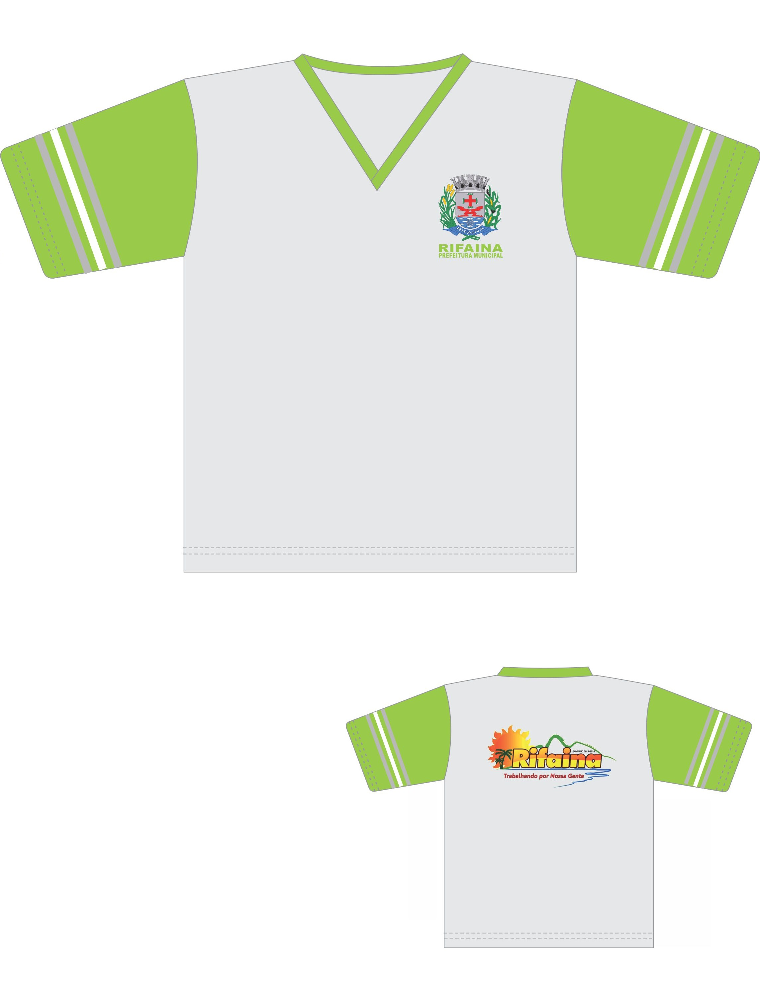 RIFAINA
RIFAINA
PREFEITURA MUNICIPAL
GOVERNO 2013/2016
Rifaina
Trabalhando por Nossa Gente